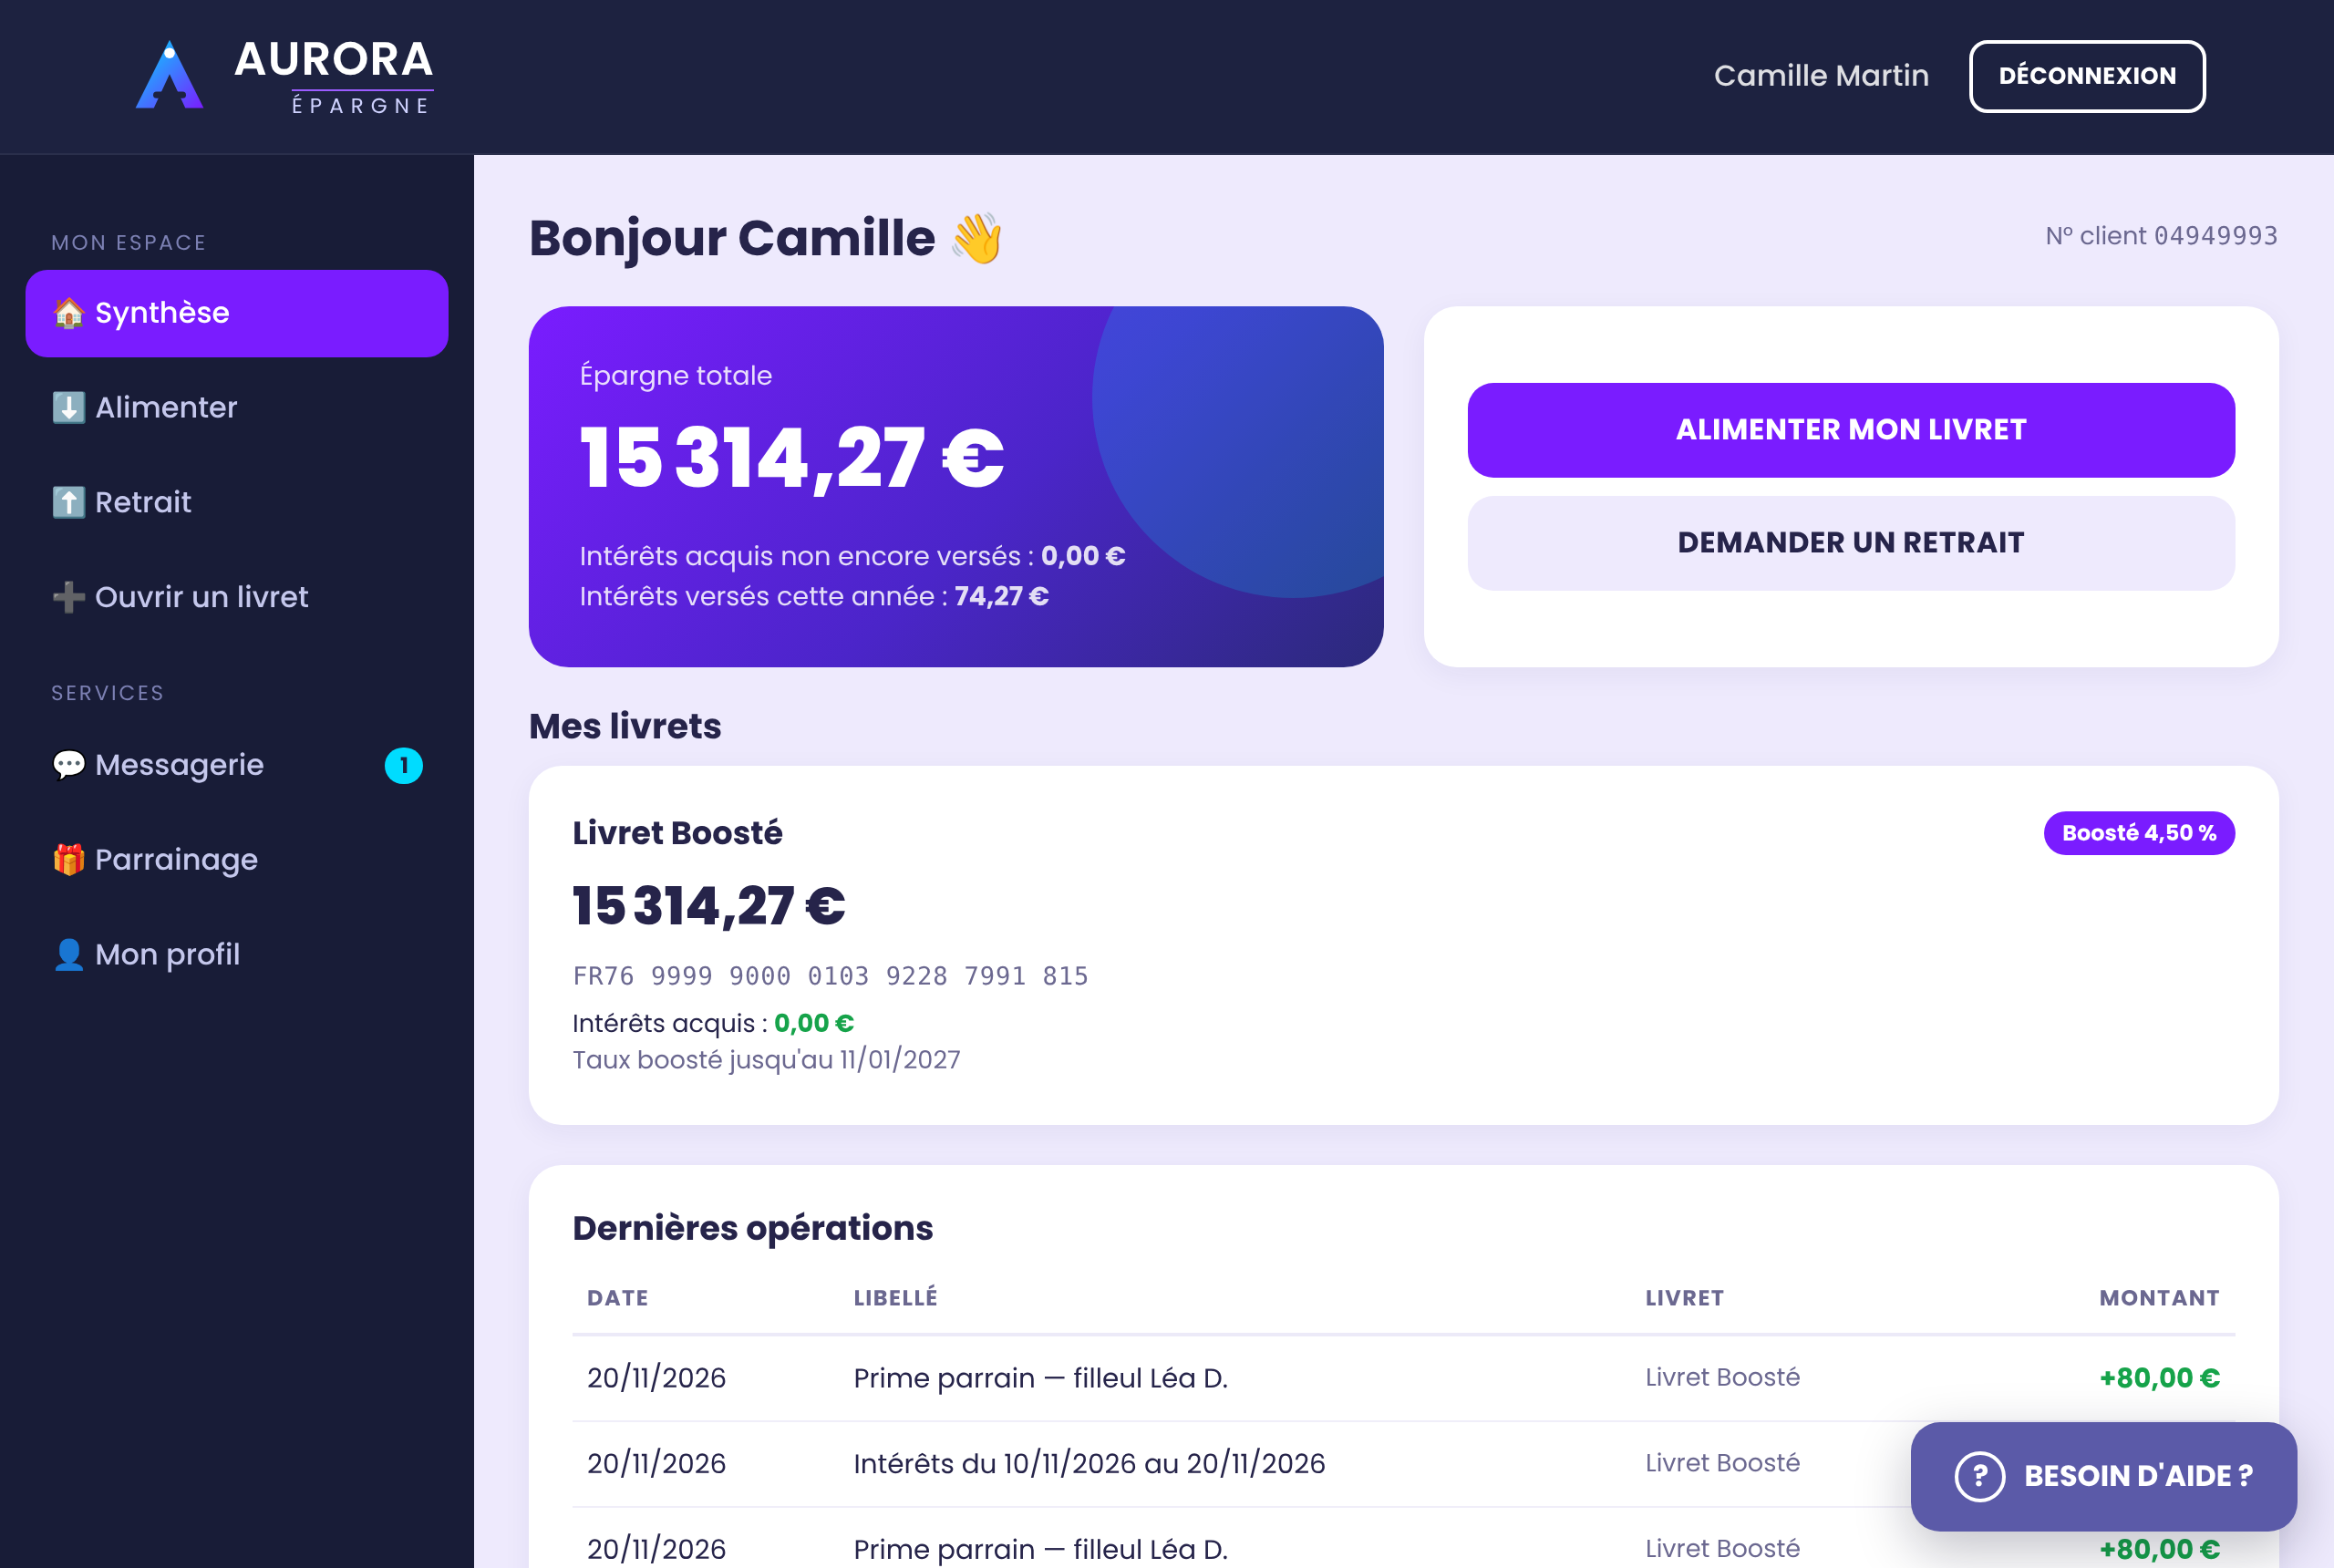 AURORA
ÉPARGNE
Camille Martin
DÉCONNEXION
MON ESPACE
Synthèse
Alimenter
Retrait
Ouvrir un livret
SERVICES
Messagerie 1
Parrainage
Mon profil
Bonjour Camille 👋
N° client 04949993
Épargne totale
15 314,27 €
Intérêts acquis non encore versés : 0,00 €
Intérêts versés cette année : 74,27 €
ALIMENTER MON LIVRET
DEMANDER UN RETRAIT
Mes livrets
Livret Boosté
Boosté 4,50 %
15 314,27 €
FR76 9999 9000 0103 9228 7991 815
Intérêts acquis : 0,00 €
Taux boosté jusqu'au 11/01/2027
Dernières opérations
DATE LIBELLÉ LIVRET MONTANT
20/11/2026 Prime parrain — filleul Léa D. Livret Boosté +80,00 €
20/11/2026 Intérêts du 10/11/2026 au 20/11/2026 Livret Boosté
? BESOIN D'AIDE ?
20/11/2026 Prime parrain — filleul Léa D. Livret Boosté +80,00 €